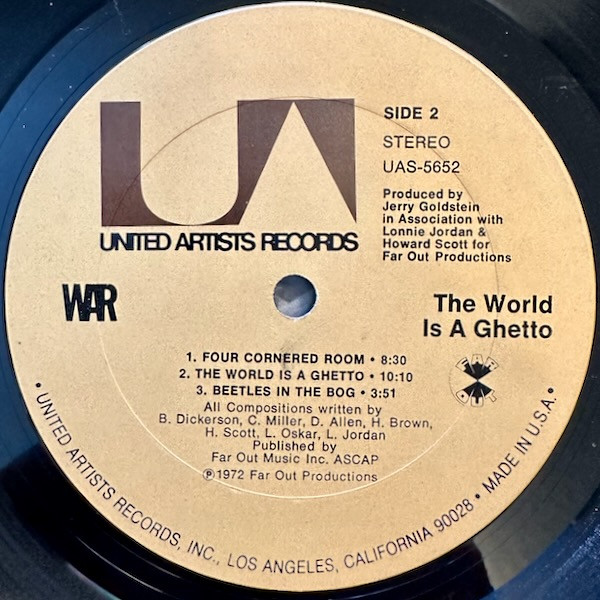 UA
UNITED ARTISTS RECORDS
SIDE 2
STEREO
UAS-5652
Produced by
Jerry Goldstein
in Association with
Lonnie Jordan &
Howard Scott for
Far Out Productions
WAR
The World
Is A Ghetto
1. FOUR CORNERED ROOM • 8:30
2. THE WORLD IS A GHETTO • 10:10
3. BEETLES IN THE BOG • 3:51
All Compositions written by
B. Dickerson, C. Miller, D. Allen, H. Brown,
H. Scott, L. Oskar, L. Jordan
Published by
Far Out Music Inc. ASCAP
℗1972 Far Out Productions
FAR OUT
• UNITED ARTISTS RECORDS, INC., LOS ANGELES, CALIFORNIA 90028 • MADE IN U.S.A. •